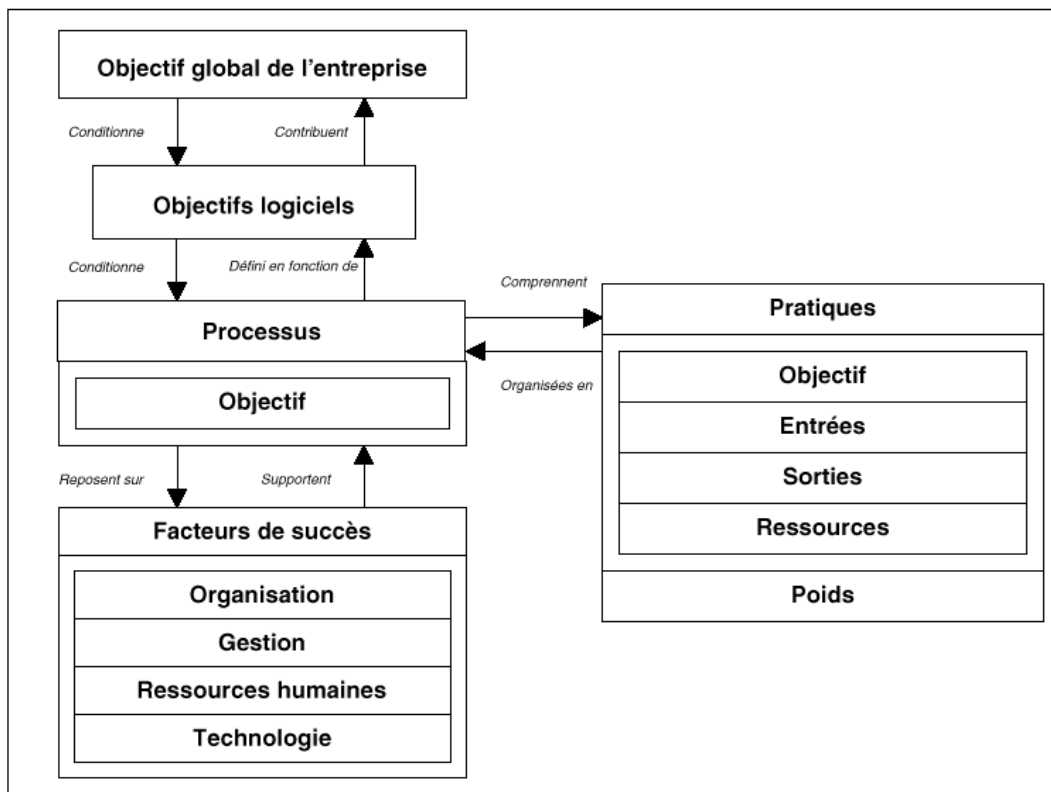 Objectif global de l'entreprise
Conditionne
Contribuent
Objectifs logiciels
Conditionne
Défini en fonction de
Comprennent
Processus
Objectif
Organisées en
Pratiques
Objectif
Entrées
Sorties
Ressources
Poids
Reposent sur
Supportent
Facteurs de succès
Organisation
Gestion
Ressources humaines
Technologie